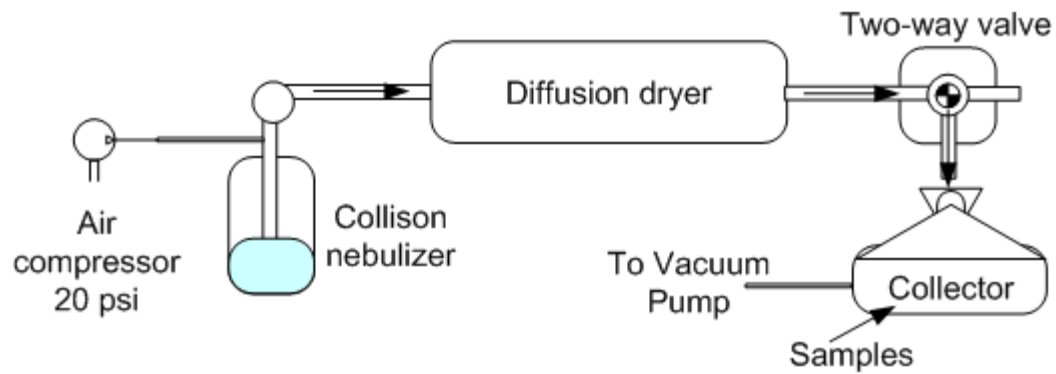 Two-way valve
Diffusion dryer
Air
compressor
20 psi
Collison
nebulizer
To Vacuum
Pump
Collector
Samples